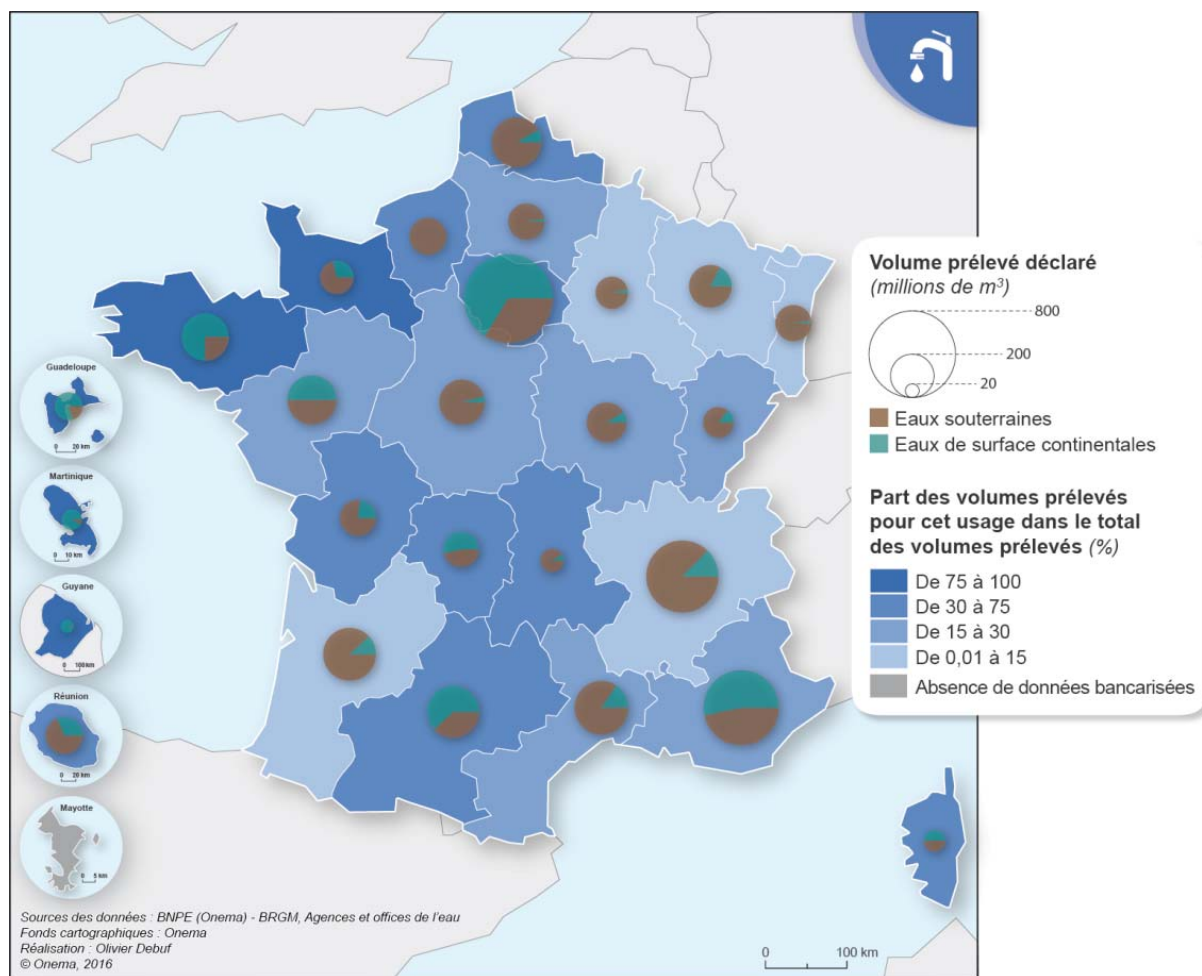 Guadeloupe
0 20 km
Martinique
0 10 km
Guyane
0 100 km
Réunion
0 20 km
Mayotte
0 5 km
Sources des données : BNPE (Onema) - BRGM, Agences et offices de l'eau
Fonds cartographiques : Onema
Réalisation : Olivier Debuf
© Onema, 2016
0 100 km
Volume prélevé déclaré
(millions de m³)
800
200
20
Eaux souterraines
Eaux de surface continentales
Part des volumes prélevés
pour cet usage dans le total
des volumes prélevés (%)
De 75 à 100
De 30 à 75
De 15 à 30
De 0,01 à 15
Absence de données bancarisées